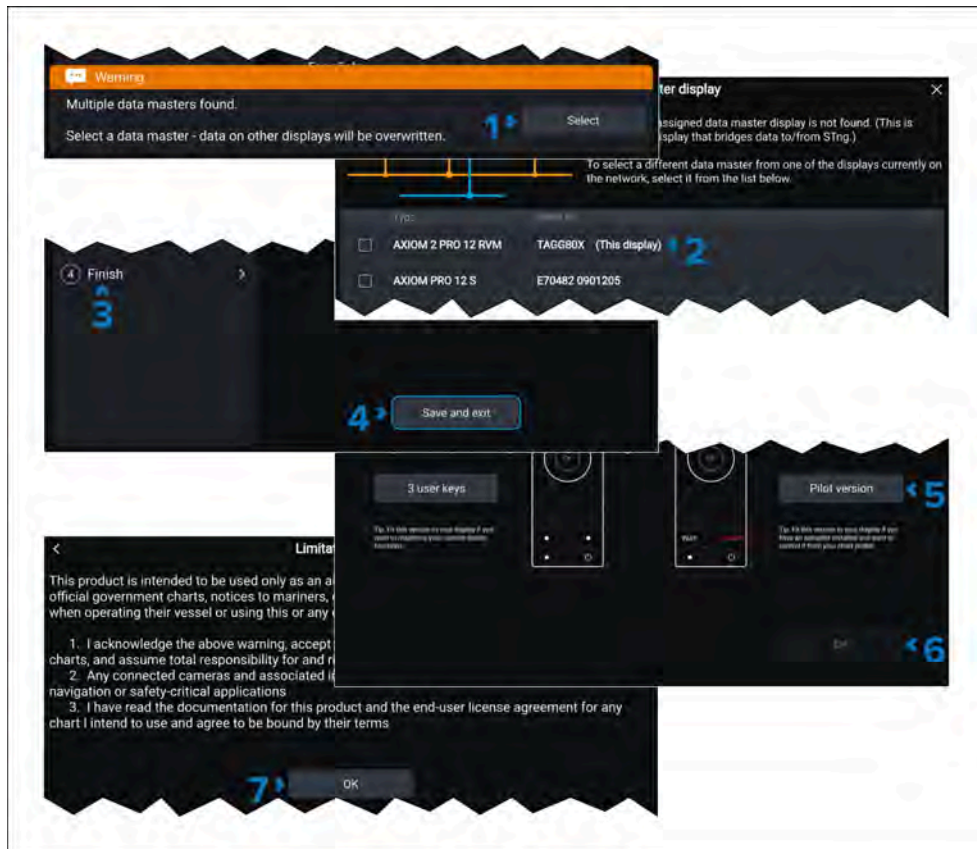 Warning
Multiple data masters found.
Select a data master - data on other displays will be overwritten.
1
Select
ter display
assigned data master display is not found. (This is
isplay that bridges data to/from STng.)
To select a different data master from one of the displays currently on
the network, select it from the list below.
AXIOM 2 PRO 12 RVM TAGG80X (This display)
2
AXIOM PRO 12 S E70482 0901205
4 Finish
3
4
Save and exit
3 user keys
Pilot version
5
6
Limitat
This product is intended to be used only as an a
official government charts, notices to mariners,
when operating their vessel or using this or any
1. I acknowledge the above warning, accept
charts, and assume total responsibility for and ri
2. Any connected cameras and associated i
navigation or safety-critical applications
3. I have read the documentation for this product and the end-user license agreement for any
chart I intend to use and agree to be bound by their terms
7
OK